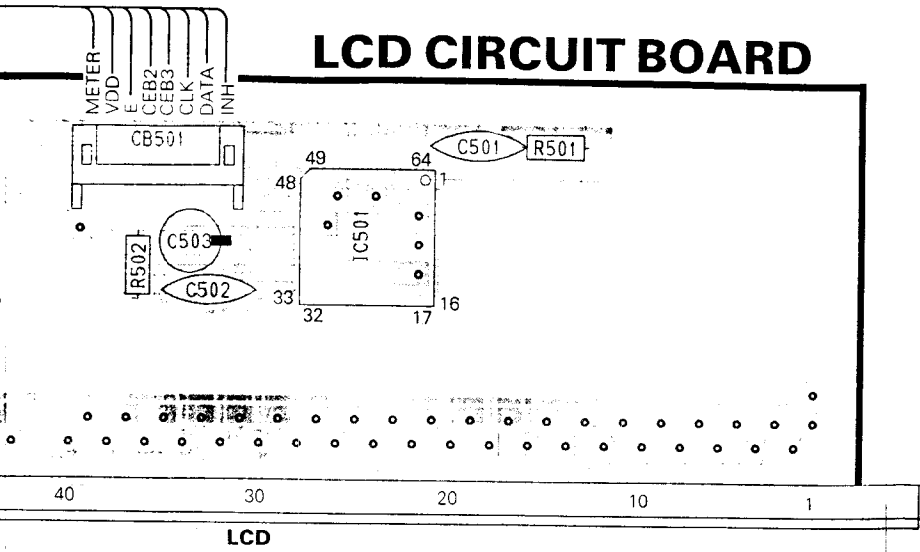 LCD CIRCUIT BOARD
METER
VDD
E
CEB2
CEB3
CLK
DATA
INH
CB501
C501
R501
49
64
48
1
IC501
C503
R502
C502
33
16
32
17
40
30
20
10
1
LCD